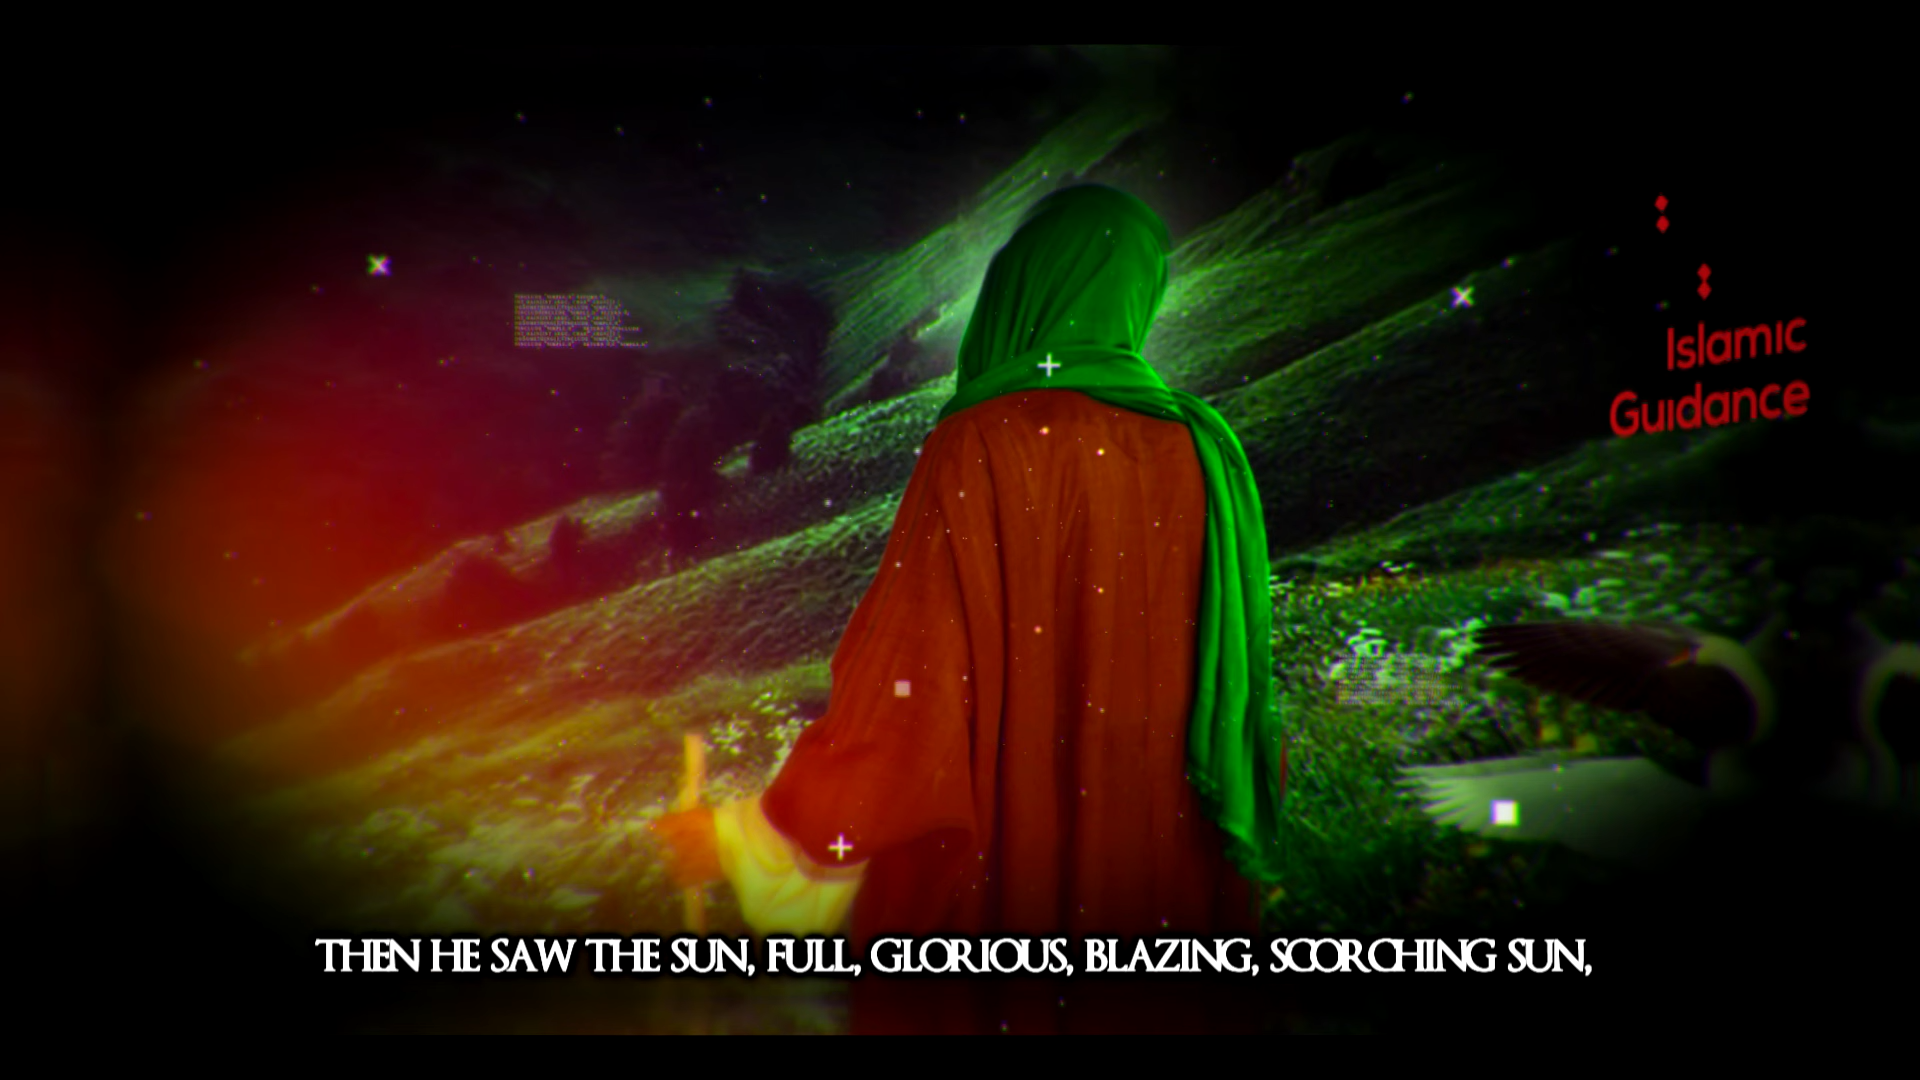 Islamic
Guidance
THEN HE SAW THE SUN, FULL, GLORIOUS, BLAZING, SCORCHING SUN,